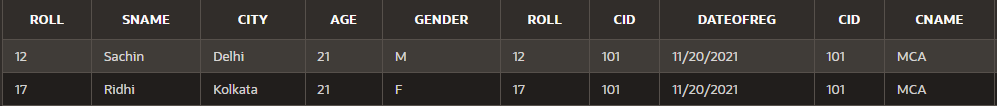 ROLL SNAME CITY AGE GENDER ROLL CID DATEOFREG CID CNAME
12 Sachin Delhi 21 M 12 101 11/20/2021 101 MCA
17 Ridhi Kolkata 21 F 17 101 11/20/2021 101 MCA